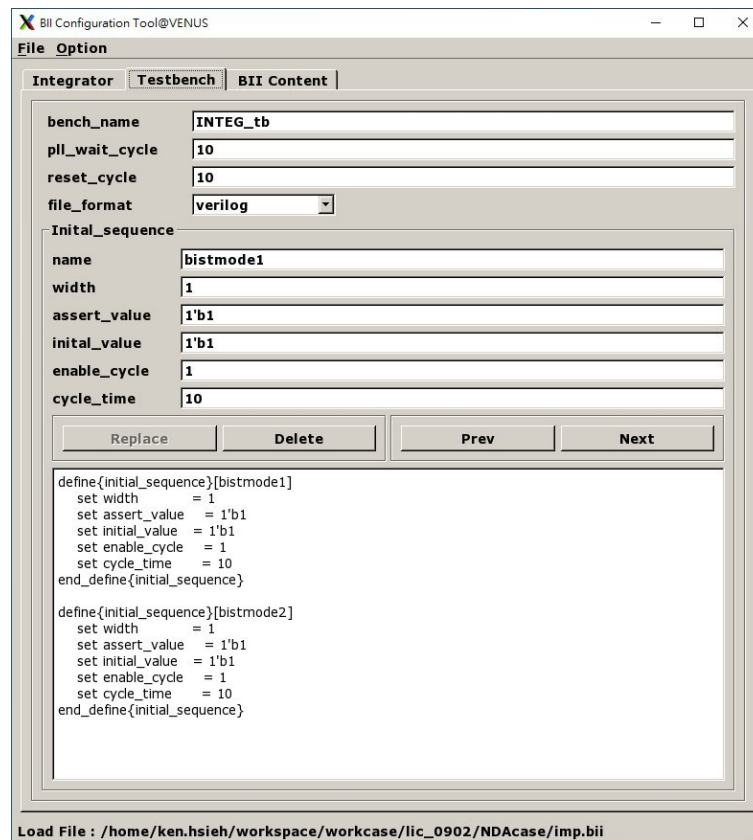 BII Configuration Tool@VENUS
File Option
Integrator Testbench BII Content
bench_name INTEG_tb
pll_wait_cycle 10
reset_cycle 10
file_format verilog
Inital_sequence
name bistmode1
width 1
assert_value 1'b1
inital_value 1'b1
enable_cycle 1
cycle_time 10
Replace Delete Prev Next
define{initial_sequence}[bistmode1]
set width = 1
set assert_value = 1'b1
set initial_value = 1'b1
set enable_cycle = 1
set cycle_time = 10
end_define{initial_sequence}
define{initial_sequence}[bistmode2]
set width = 1
set assert_value = 1'b1
set initial_value = 1'b1
set enable_cycle = 1
set cycle_time = 10
end_define{initial_sequence}
Load File : /home/ken.hsieh/workspace/workcase/lic_0902/NDAcase/imp.bii